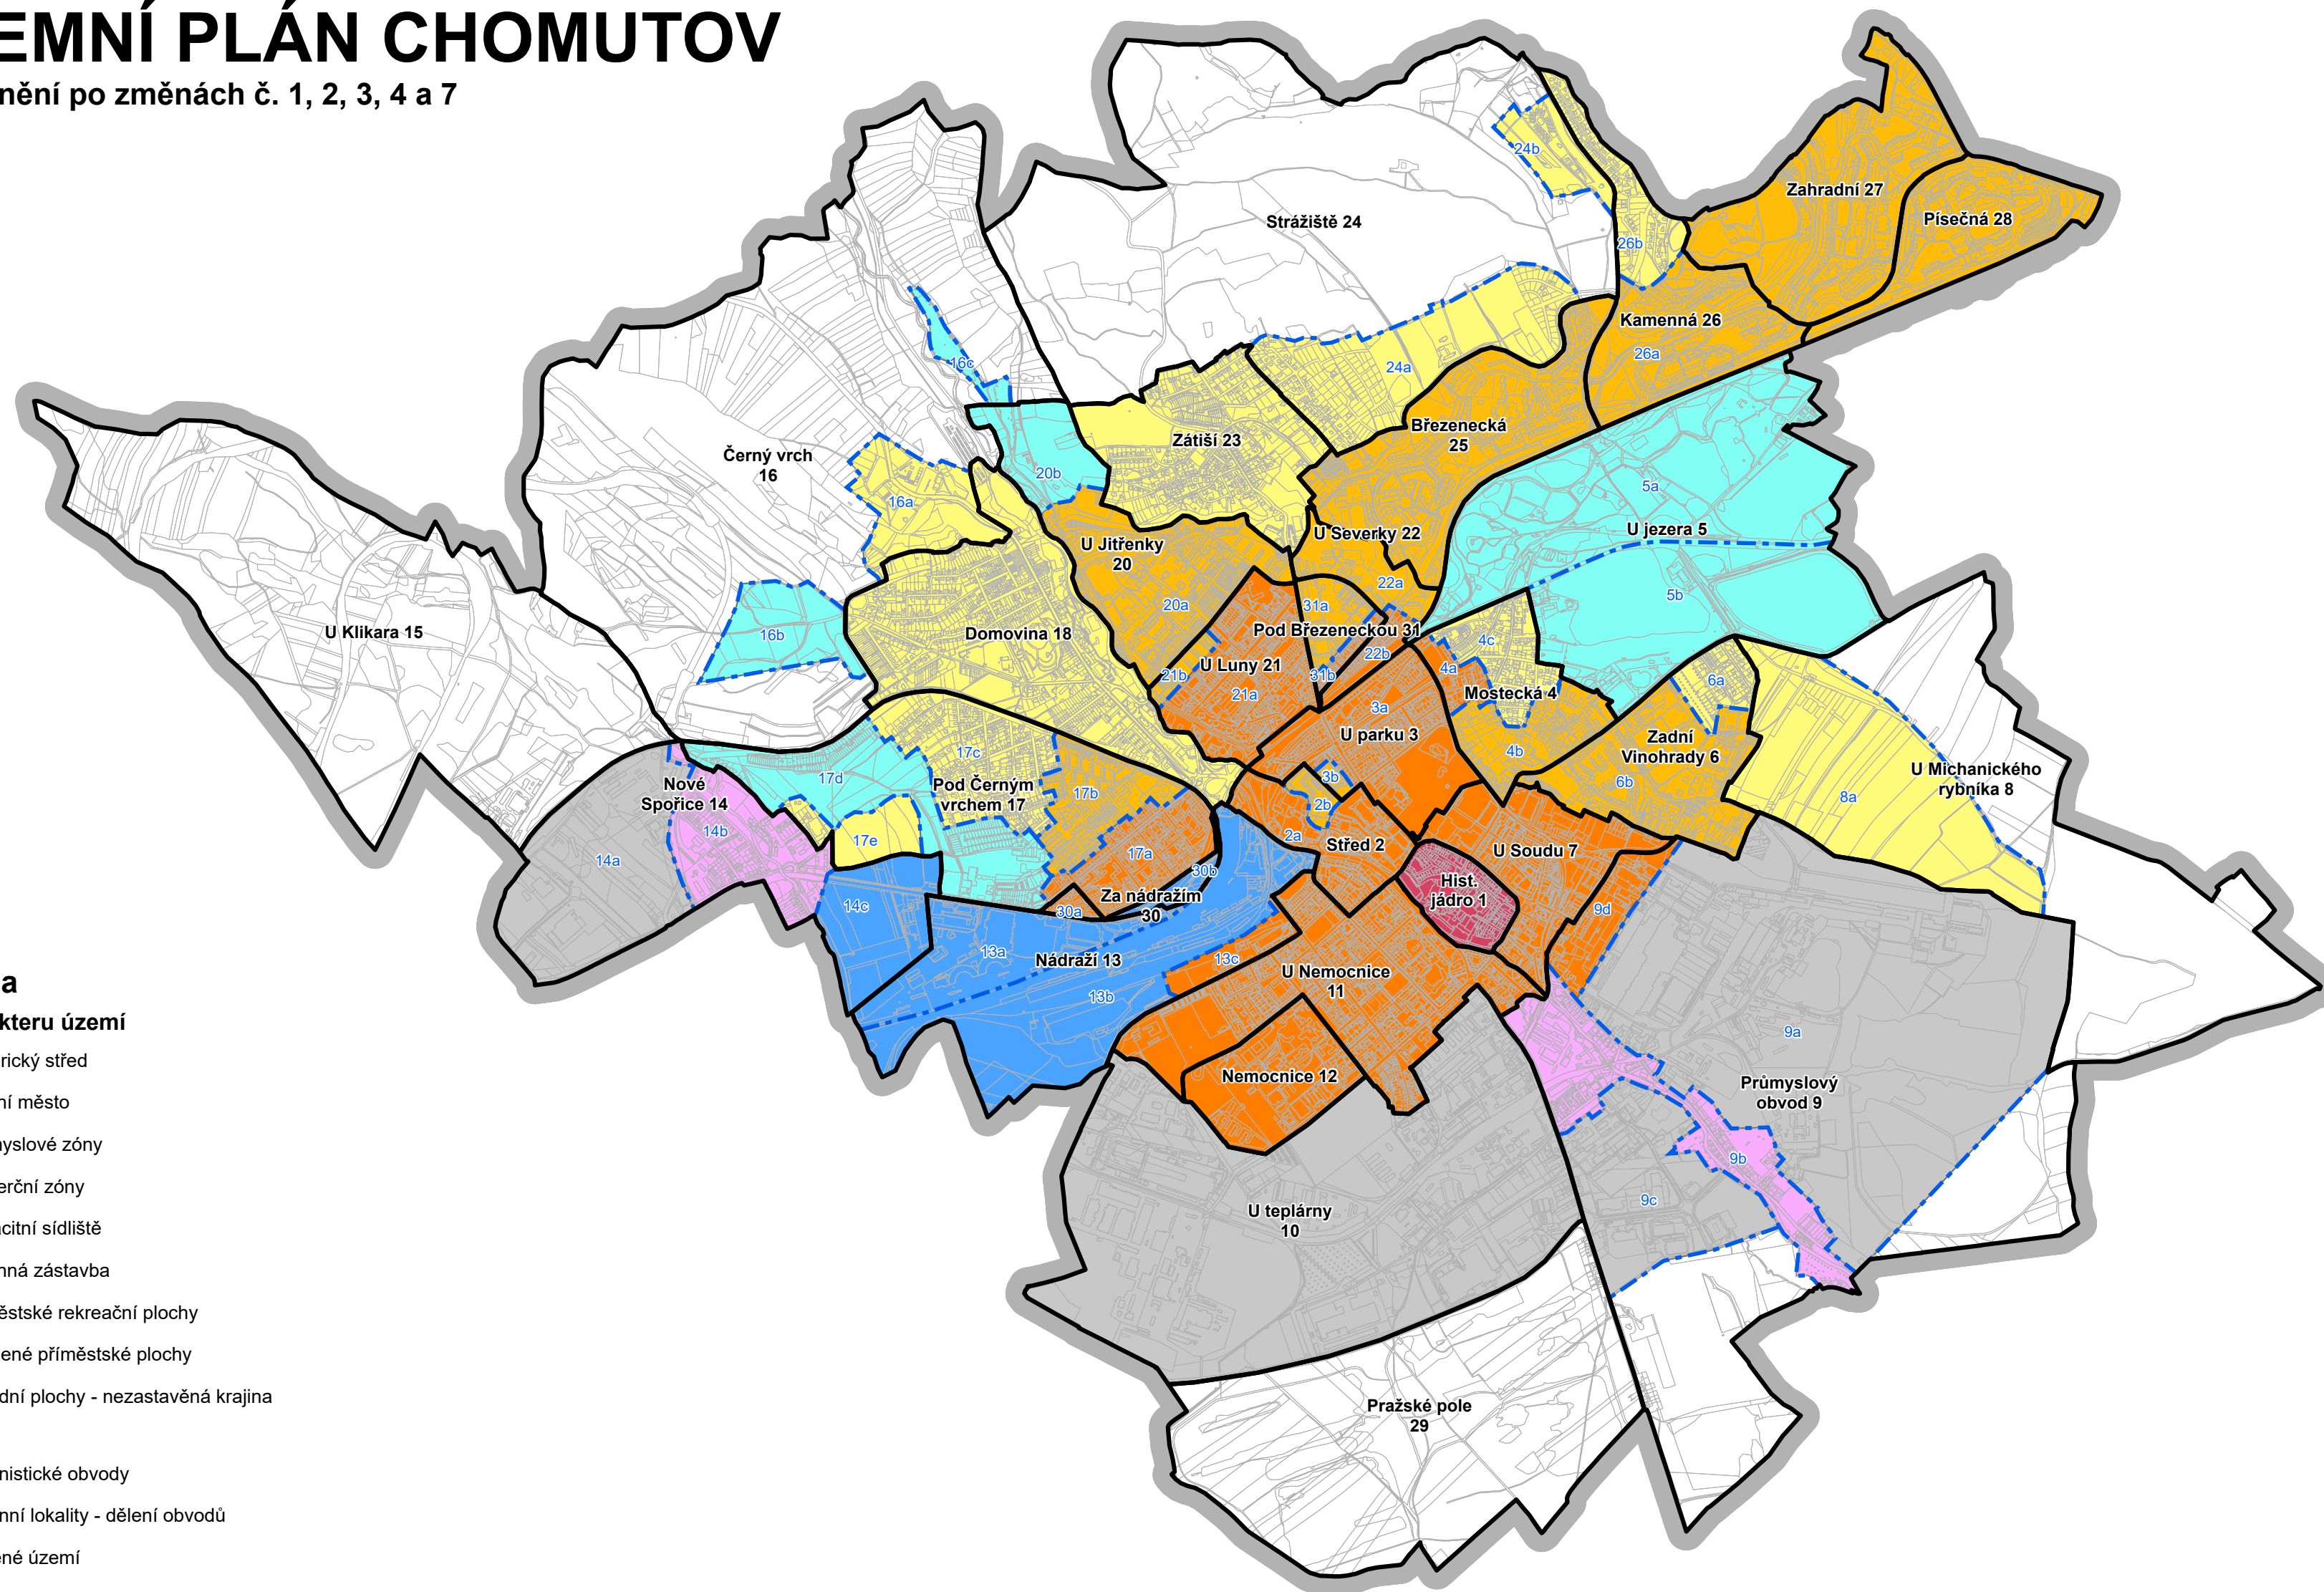 EMNÍ PLÁN CHOMUTOV
nění po změnách č. 1, 2, 3, 4 a 7
24b
Zahradní 27
Písečná 28
Strážiště 24
26b
Kamenná 26
26a
16c
24a
Březenecká
25
Zátiší 23
Černý vrch
16
20b
16a
5a
U jezera 5
U Severky 22
U Jitřenky
20
22a
5b
20a
31a
U Klikara 15
16b
Domovina 18
Pod Březeneckou 31
4c
22b
U Luny 21
4a
21b
31b
6a
21a
Mostecká 4
3a
U parku 3
Zadní
Vinohrady 6
4b
17c
17d
3b
6b
U Michanického
rybníka 8
Nové
Spořice 14
Pod Černým
vrchem 17
17b
2b
8a
14b
17e
2a
Střed 2
U Soudu 7
14a
17a
30b
Hist.
jádro 1
Za nádražím
30
14c
30a
9d
13a
Nádraží 13
13c
U Nemocnice
11
13b
9a
Nemocnice 12
Průmyslový
obvod 9
9b
9c
U teplárny
10
Pražské pole
29
a
kteru území
rický střed
ní město
nyslové zóny
erční zóny
citní sídliště
nná zástavba
ěstské rekreační plochy
ené příměstské plochy
dní plochy - nezastavěná krajina
nistické obvody
nní lokality - dělení obvodů
ené území